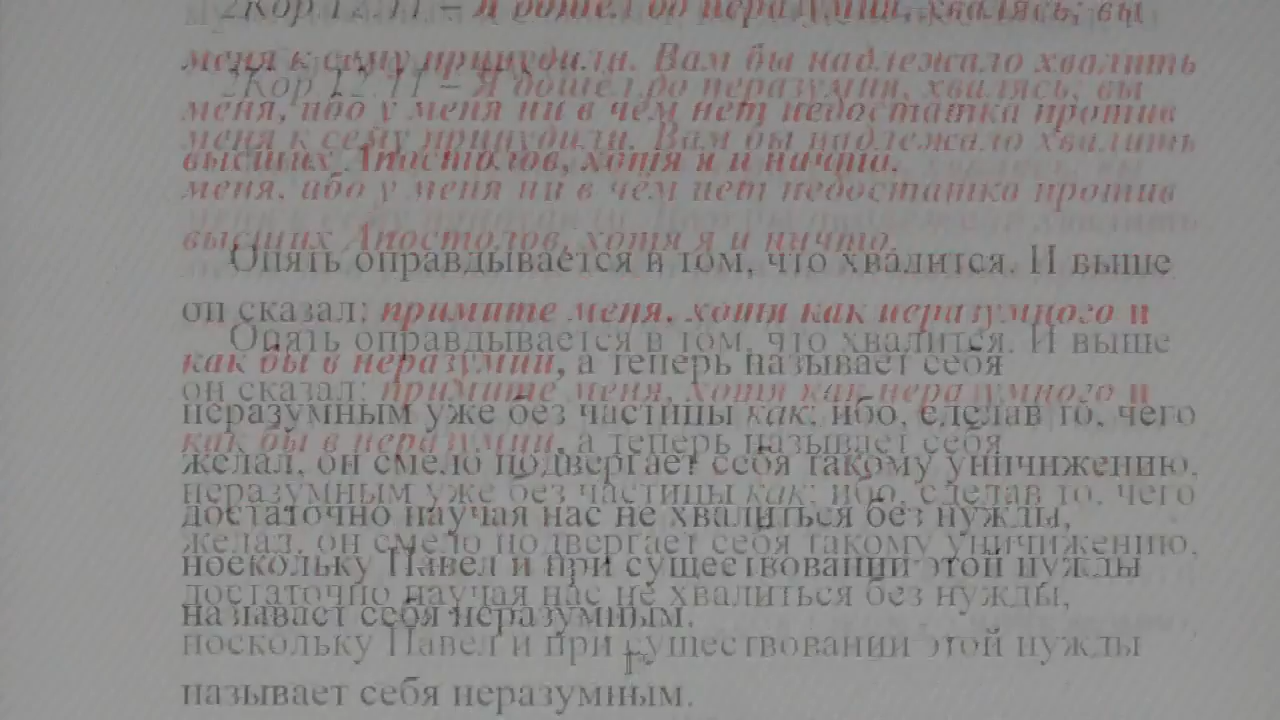 2Кор 12:11 – Я дошел до неразумия, хвалясь; вы
меня к сему принудили. Вам бы надлежало хвалить
меня, ибо у меня ни в чем нет недостатка против
высших Апостолов, хотя я и ничто.
Опять оправдывается в том, что хвалится. И выше
он сказал: примите меня, хотя как неразумного и
как бы в неразумии, а теперь называет себя
неразумным уже без частицы как: ибо, сделав то, чего
желал, он смело подвергает себя такому уничижению,
достаточно научая нас не хвалиться без нужды,
поскольку Павел и при существовании этой нужды
называет себя неразумным.